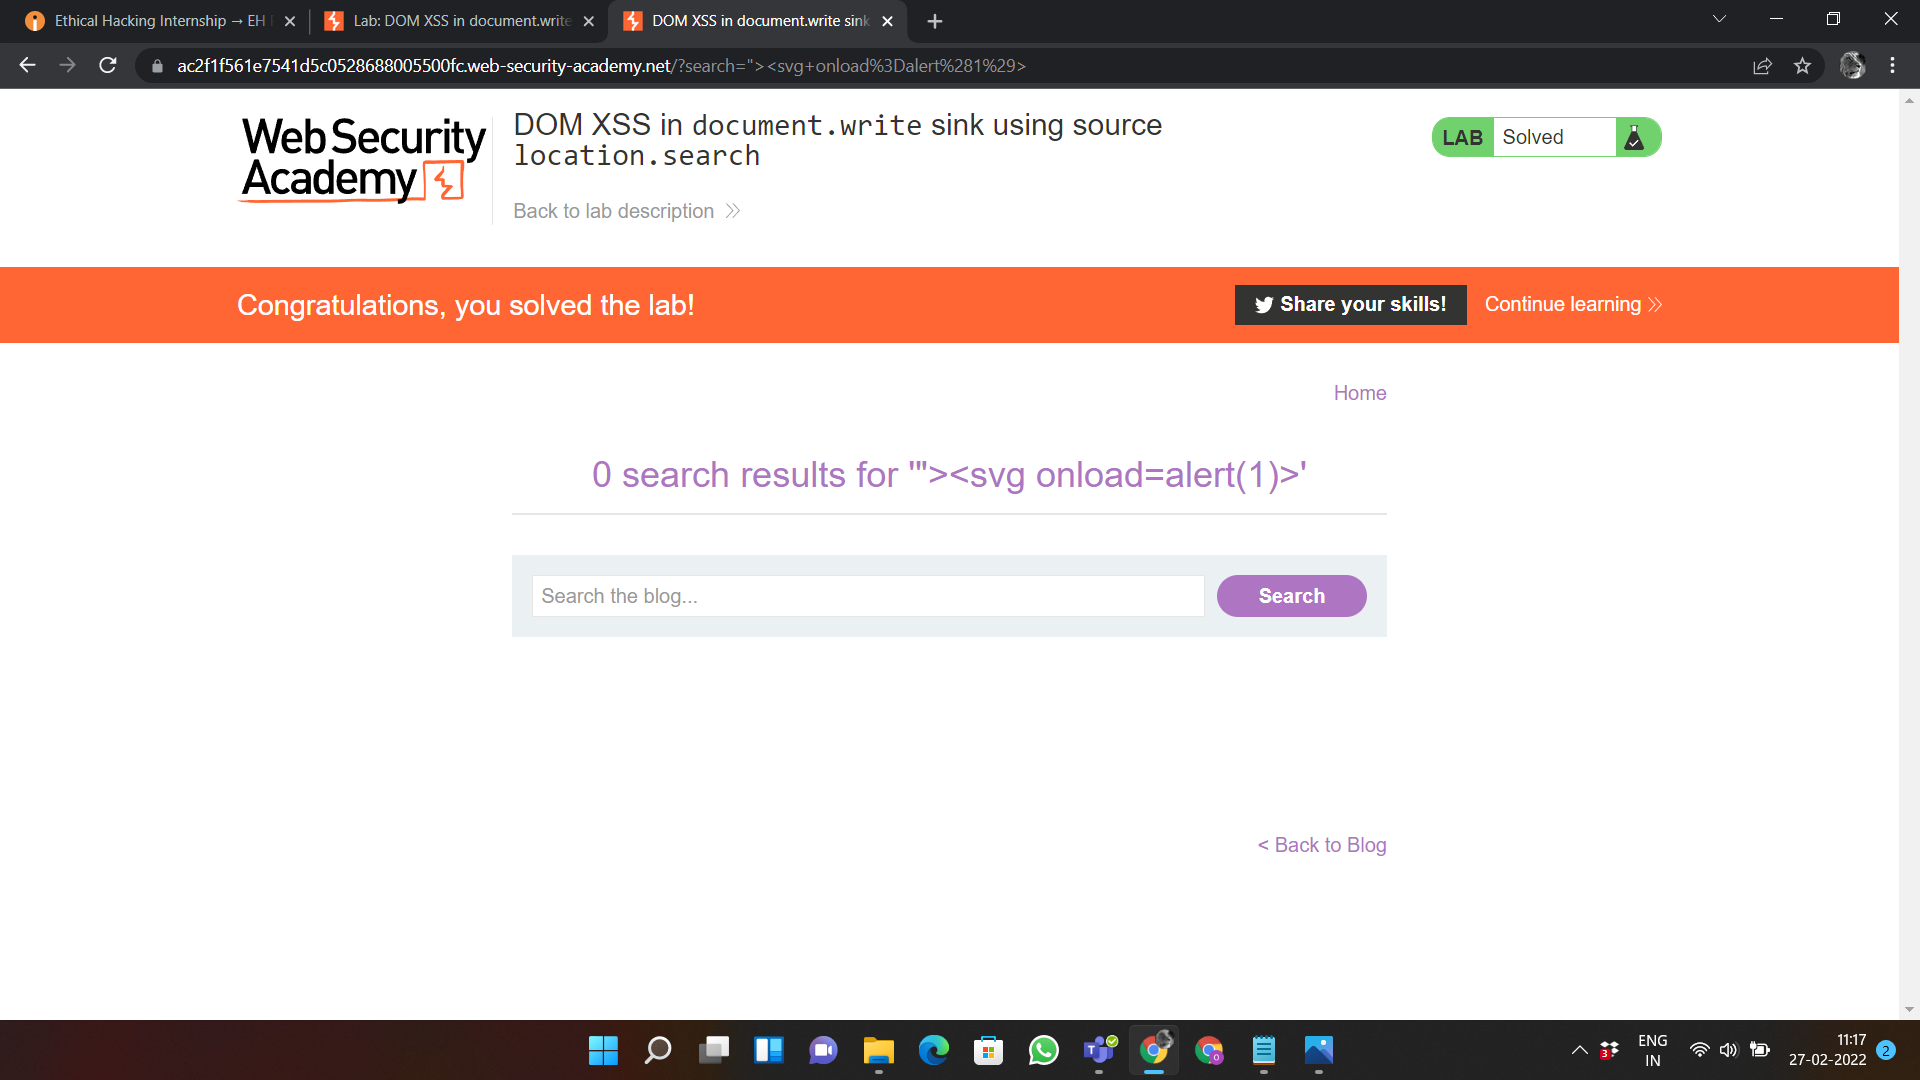 Ethical Hacking Internship → EH
Lab: DOM XSS in document.write
DOM XSS in document.write sink
ac2f1f561e7541d5c0528688005500fc.web-security-academy.net/?search="><svg+onload%3Dalert%281%29>
Web Security
Academy
DOM XSS in document.write sink using source
location.search
Back to lab description
LAB Solved
Congratulations, you solved the lab!
Share your skills!
Continue learning
Home
0 search results for '"><svg onload=alert(1)>'
Search the blog...
Search
< Back to Blog
3
ENG
IN
11:17
27-02-2022
2